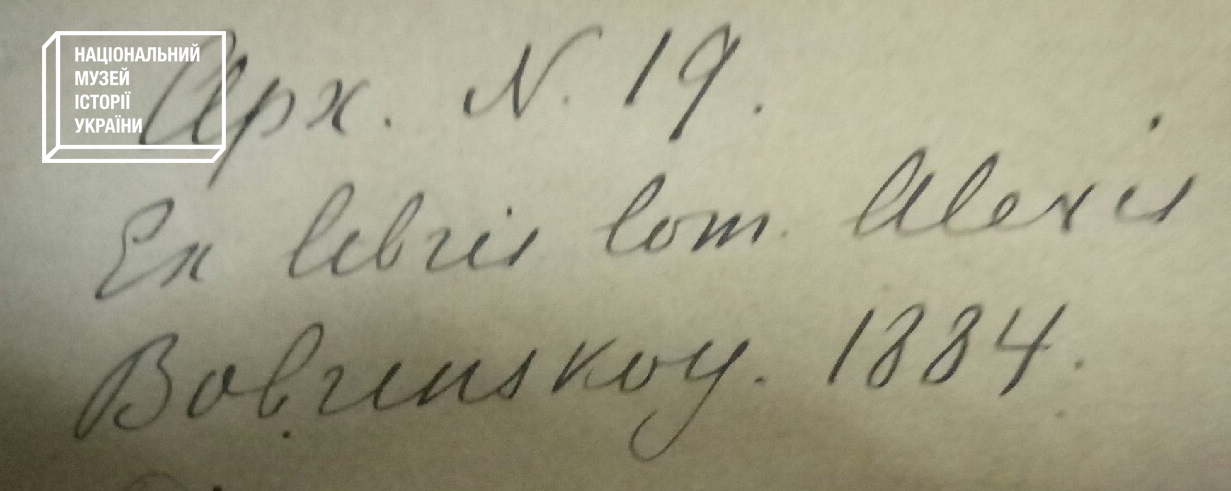 НАЦІОНАЛЬНИЙ
МУЗЕЙ
ІСТОРІЇ
УКРАЇНИ
Арх. N. 19.
Ex libris Com. Alexis
Bobrinskoy. 1884.